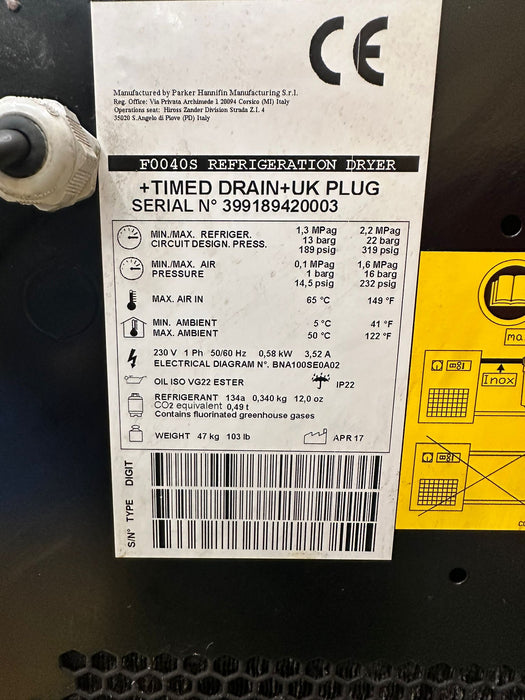 CE
Manufactured by Parker Hannifin Manufacturing S.r.l.
Reg. Office: Via Privata Archimede 1 20094 Corsico (MI) Italy
Operations seat: Hiross Zander Division Strada Z.I. 4
35020 S.Angelo di Piove (PD) Italy
F0040S REFRIGERATION DRYER
+TIMED DRAIN+UK PLUG
SERIAL N° 399189420003
MIN./MAX. REFRIGER. 1,3 MPag 2,2 MPag
CIRCUIT DESIGN. PRESS. 13 barg 22 barg
189 psig 319 psig
MIN./MAX. AIR 0,1 MPag 1,6 MPag
PRESSURE 1 barg 16 barg
14,5 psig 232 psig
MAX. AIR IN 65 °C 149 °F
MIN. AMBIENT 5 °C 41 °F
MAX. AMBIENT 50 °C 122 °F
230 V 1 Ph 50/60 Hz 0,58 kW 3,52 A
ELECTRICAL DIAGRAM N°. BNA100SE0A02
OIL ISO VG22 ESTER IP22
REFRIGERANT 134a 0,340 kg 12,0 oz
CO2 equivalent 0,49 t
Contains fluorinated greenhouse gases
WEIGHT 47 kg 103 lb APR 17
S/N° TYPE DIGIT
ma
Inox